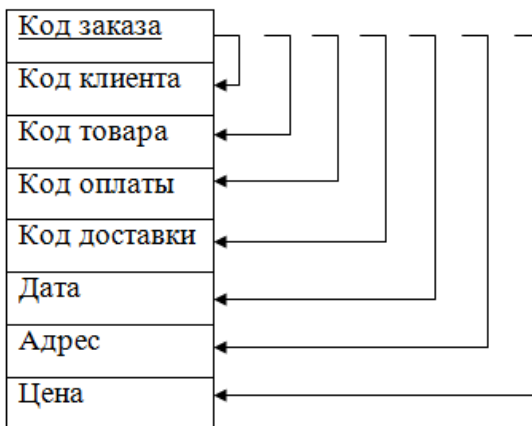 Код заказа
Код клиента
Код товара
Код оплаты
Код доставки
Дата
Адрес
Цена